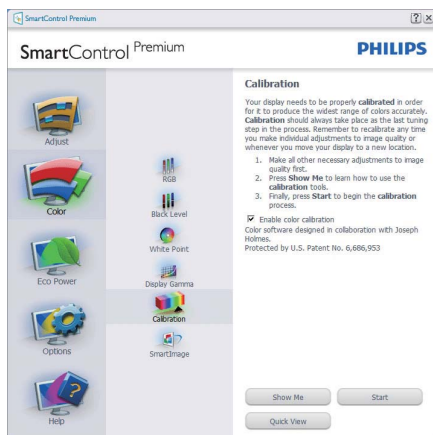 SmartControl Premium
SmartControl Premium
PHILIPS
Adjust
Color
Eco Power
Options
Help
RGB
Black Level
White Point
Display Gamma
Calibration
SmartImage
Calibration
Your display needs to be properly calibrated in order
for it to produce the widest range of colors accurately.
Calibration should always take place as the last tuning
step in the process. Remember to recalibrate any time
you make individual adjustments to image quality or
whenever you move your display to a new location.
1. Make all other necessary adjustments to image
quality first.
2. Press Show Me to learn how to use the
calibration tools.
3. Finally, press Start to begin the calibration
process.
Enable color calibration
Color software designed in collaboration with Joseph
Holmes.
Protected by U.S. Patent No. 6,686,953
Show Me
Start
Quick View